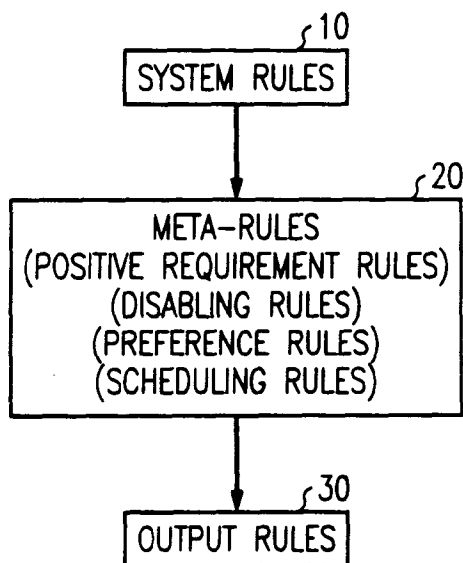 10
SYSTEM RULES
20
META-RULES
(POSITIVE REQUIREMENT RULES)
(DISABLING RULES)
(PREFERENCE RULES)
(SCHEDULING RULES)
30
OUTPUT RULES